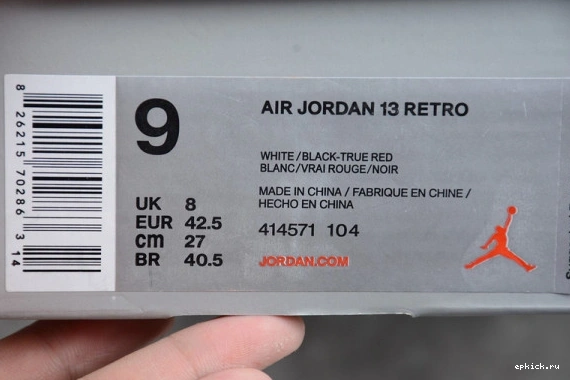 8 26215 70286 3 14
9
AIR JORDAN 13 RETRO
WHITE/BLACK-TRUE RED
BLANC/VRAI ROUGE/NOIR
MADE IN CHINA / FABRIQUE EN CHINE /
HECHO EN CHINA
414571 104
JORDAN.COM
UK 8
EUR 42.5
cm 27
BR 40.5
epkick.ru